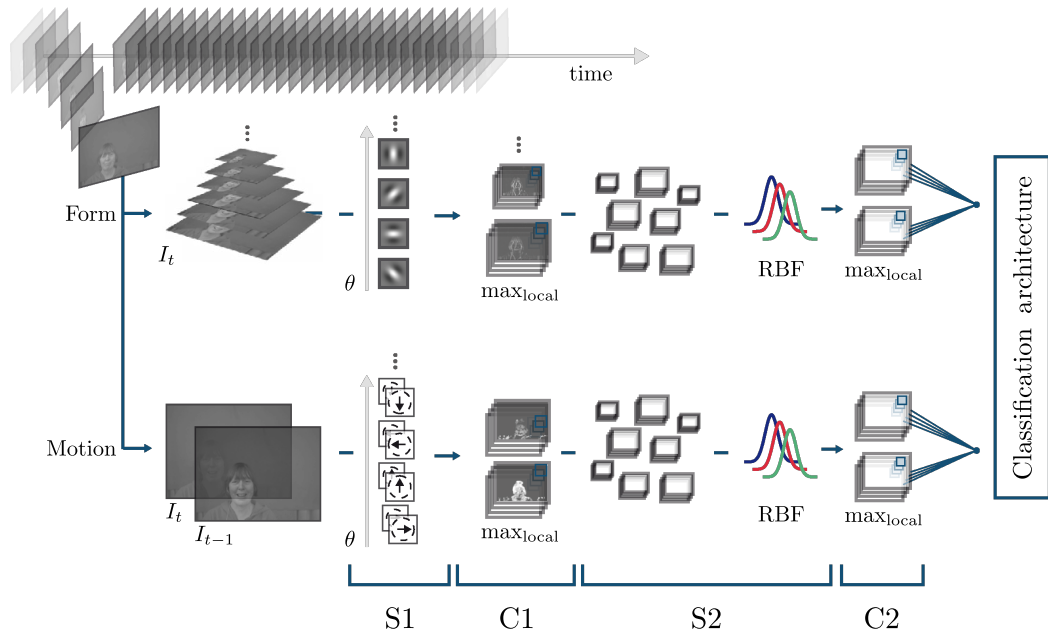 time
Form
I_t
θ
max_local
RBF
max_local
Classification architecture
Motion
I_t
I_{t−1}
θ
max_local
RBF
max_local
S1
C1
S2
C2